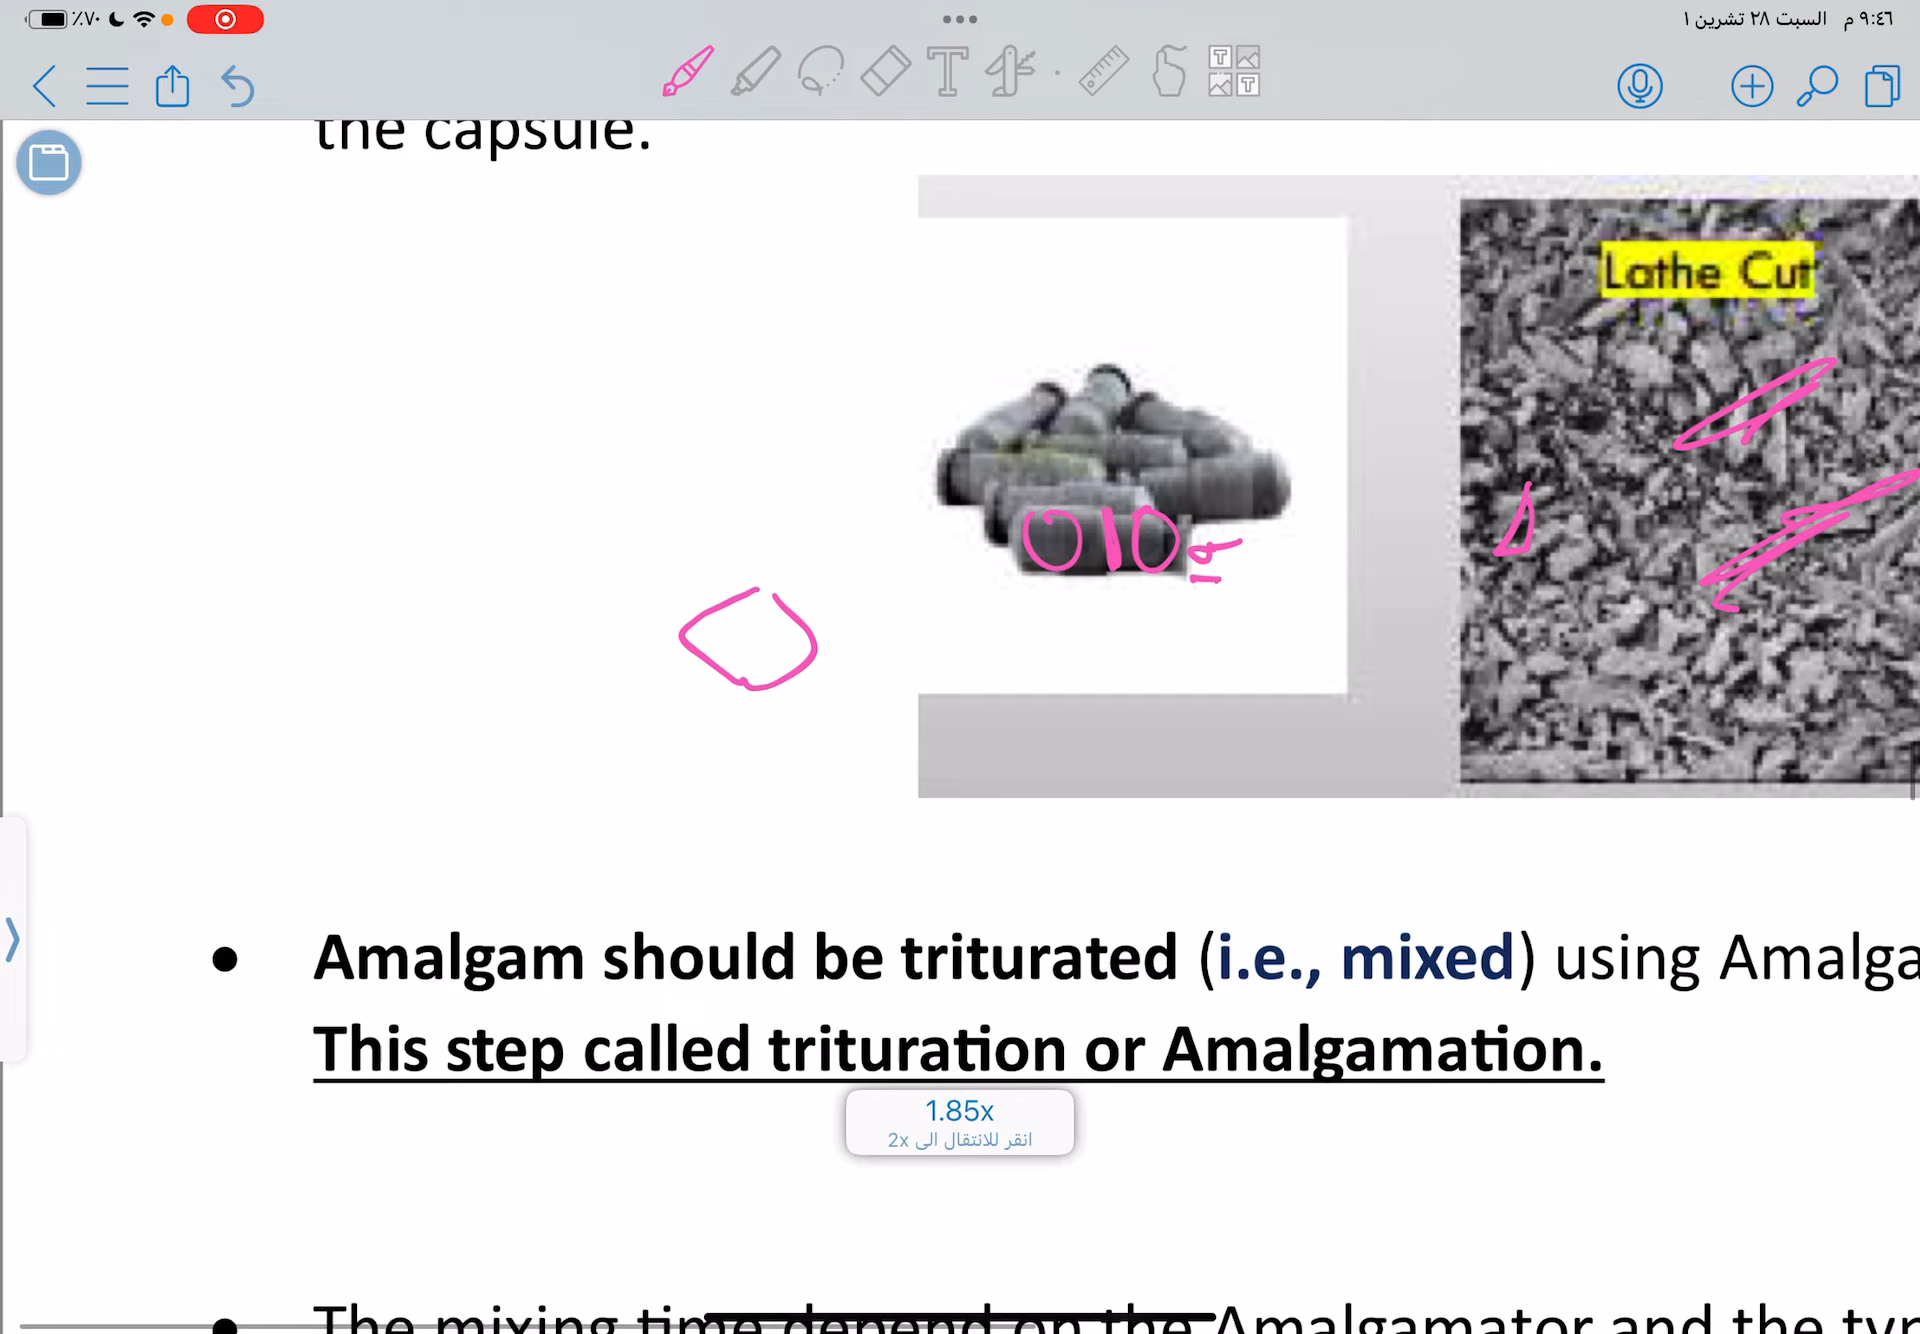 ٪٧٠
٩:٤٦ م السبت ٢٨ تشرين ١
the capsule.
Lathe Cut
Amalgam should be triturated (i.e., mixed) using
This step called trituration or Amalgamation.
1.85x
انقر للانتقال الى 2x
The mixing time depend on the Amalgamator and the